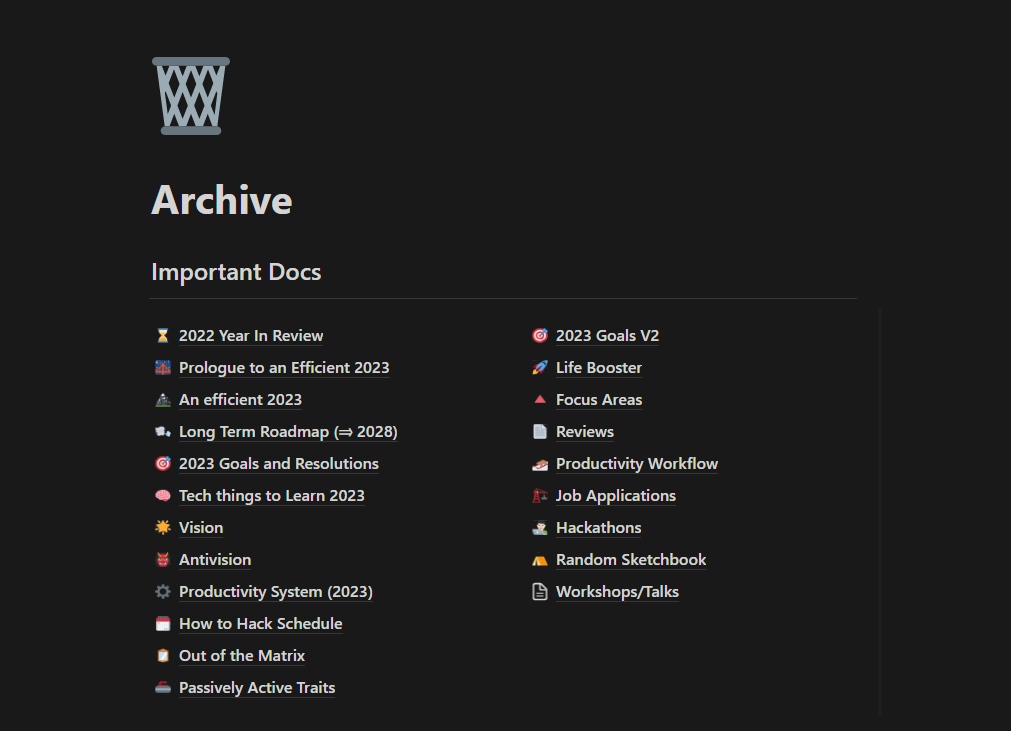 Archive
Important Docs
2022 Year In Review
Prologue to an Efficient 2023
An efficient 2023
Long Term Roadmap (⇒ 2028)
2023 Goals and Resolutions
Tech things to Learn 2023
Vision
Antivision
Productivity System (2023)
How to Hack Schedule
Out of the Matrix
Passively Active Traits
2023 Goals V2
Life Booster
Focus Areas
Reviews
Productivity Workflow
Job Applications
Hackathons
Random Sketchbook
Workshops/Talks